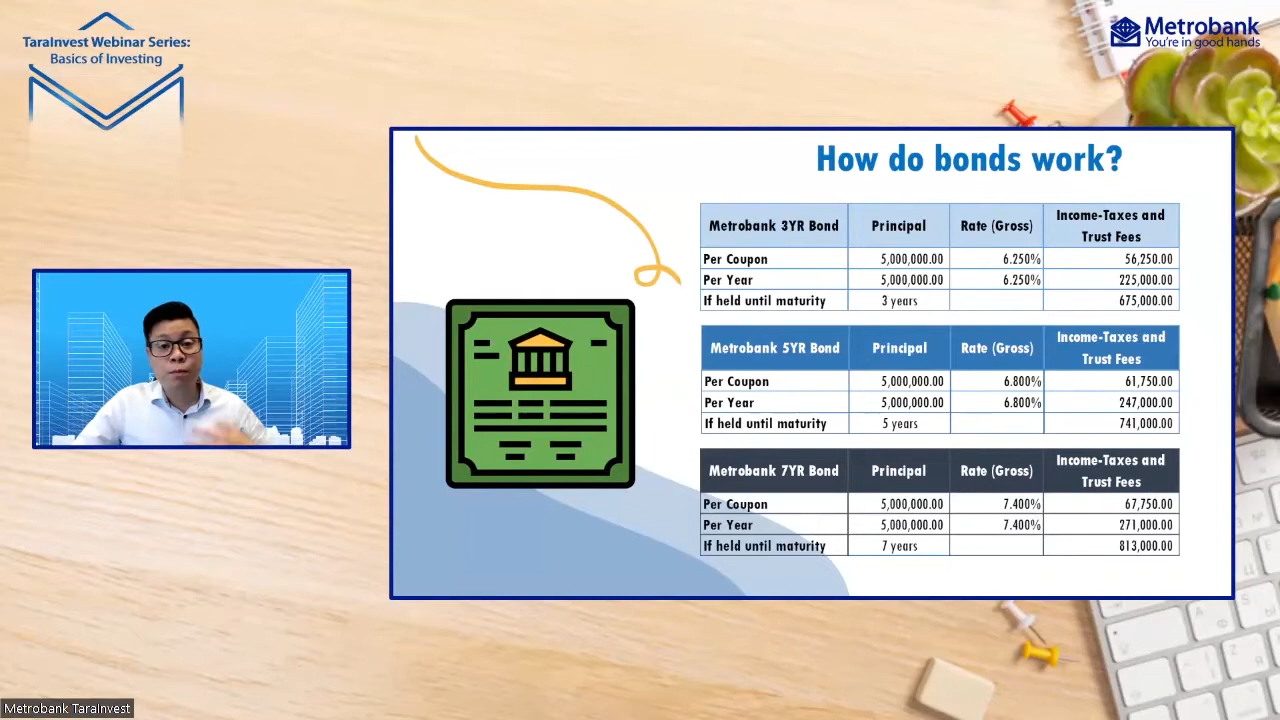 TaraInvest Webinar Series:
Basics of Investing
Metrobank
You're in good hands
How do bonds work?
Metrobank 3YR Bond Principal Rate (Gross) Income-Taxes and Trust Fees
Per Coupon 5,000,000.00 6.250% 56,250.00
Per Year 5,000,000.00 6.250% 225,000.00
If held until maturity 3 years 675,000.00
Metrobank 5YR Bond Principal Rate (Gross) Income-Taxes and Trust Fees
Per Coupon 5,000,000.00 6.800% 61,750.00
Per Year 5,000,000.00 6.800% 247,000.00
If held until maturity 5 years 741,000.00
Metrobank 7YR Bond Principal Rate (Gross) Income-Taxes and Trust Fees
Per Coupon 5,000,000.00 7.400% 67,750.00
Per Year 5,000,000.00 7.400% 271,000.00
If held until maturity 7 years 813,000.00
Metrobank TaraInvest